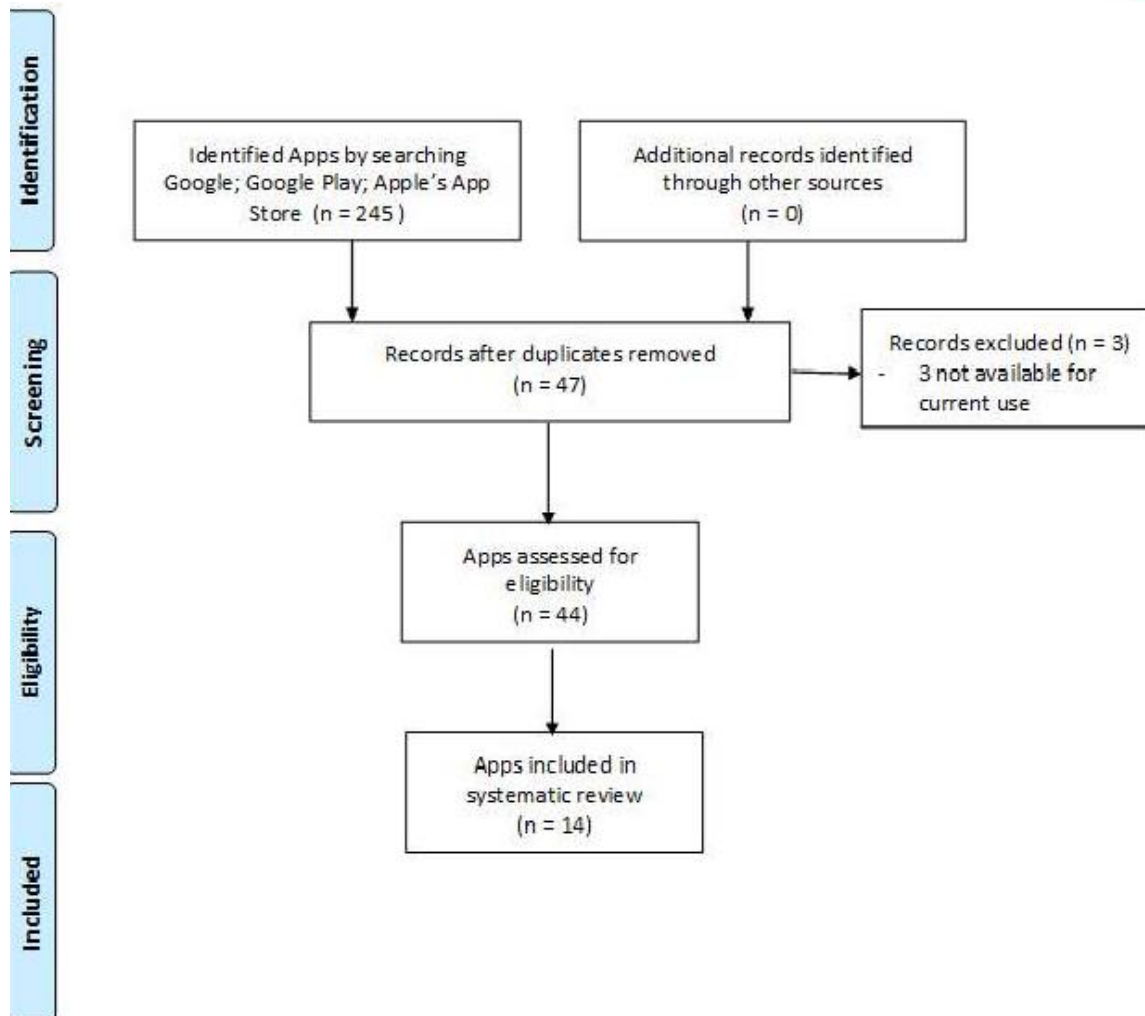 Identification
Identified Apps by searching
Google; Google Play; Apple's App
Store (n = 245 )
Additional records identified
through other sources
(n = 0)
Screening
Records after duplicates removed
(n = 47)
Records excluded (n = 3)
- 3 not available for
current use
Eligibility
Apps assessed for
eligibility
(n = 44)
Included
Apps included in
systematic review
(n = 14)